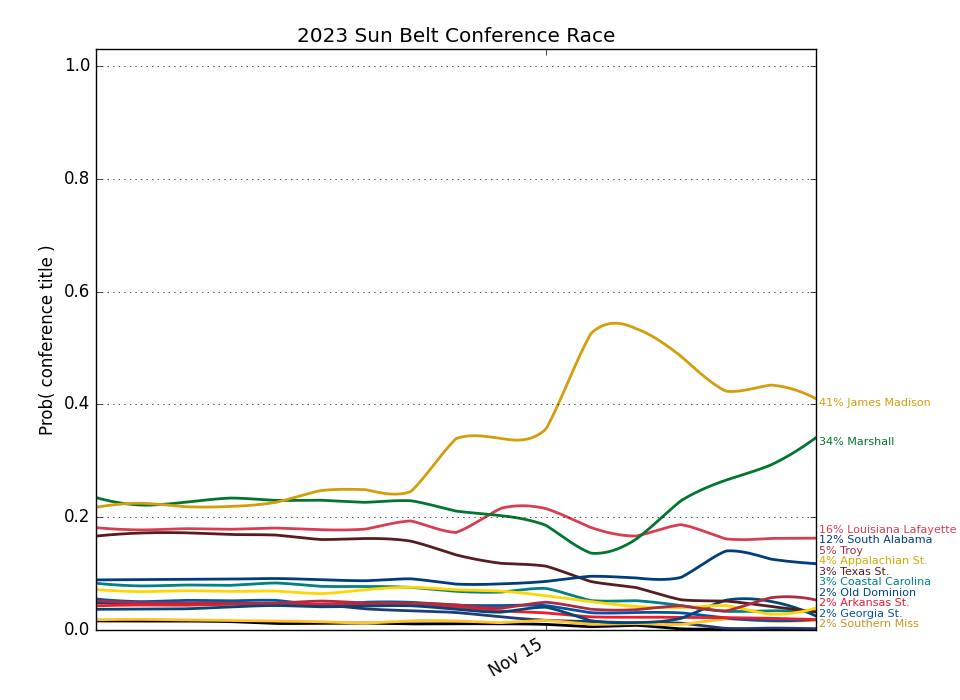 2023 Sun Belt Conference Race
Prob( conference title )
1.0
0.8
0.6
0.4
0.2
0.0
Nov 15
41% James Madison
34% Marshall
16% Louisiana Lafayette
12% South Alabama
5% Troy
4% Appalachian St.
3% Texas St.
3% Coastal Carolina
2% Old Dominion
2% Arkansas St.
2% Georgia St.
2% Southern Miss